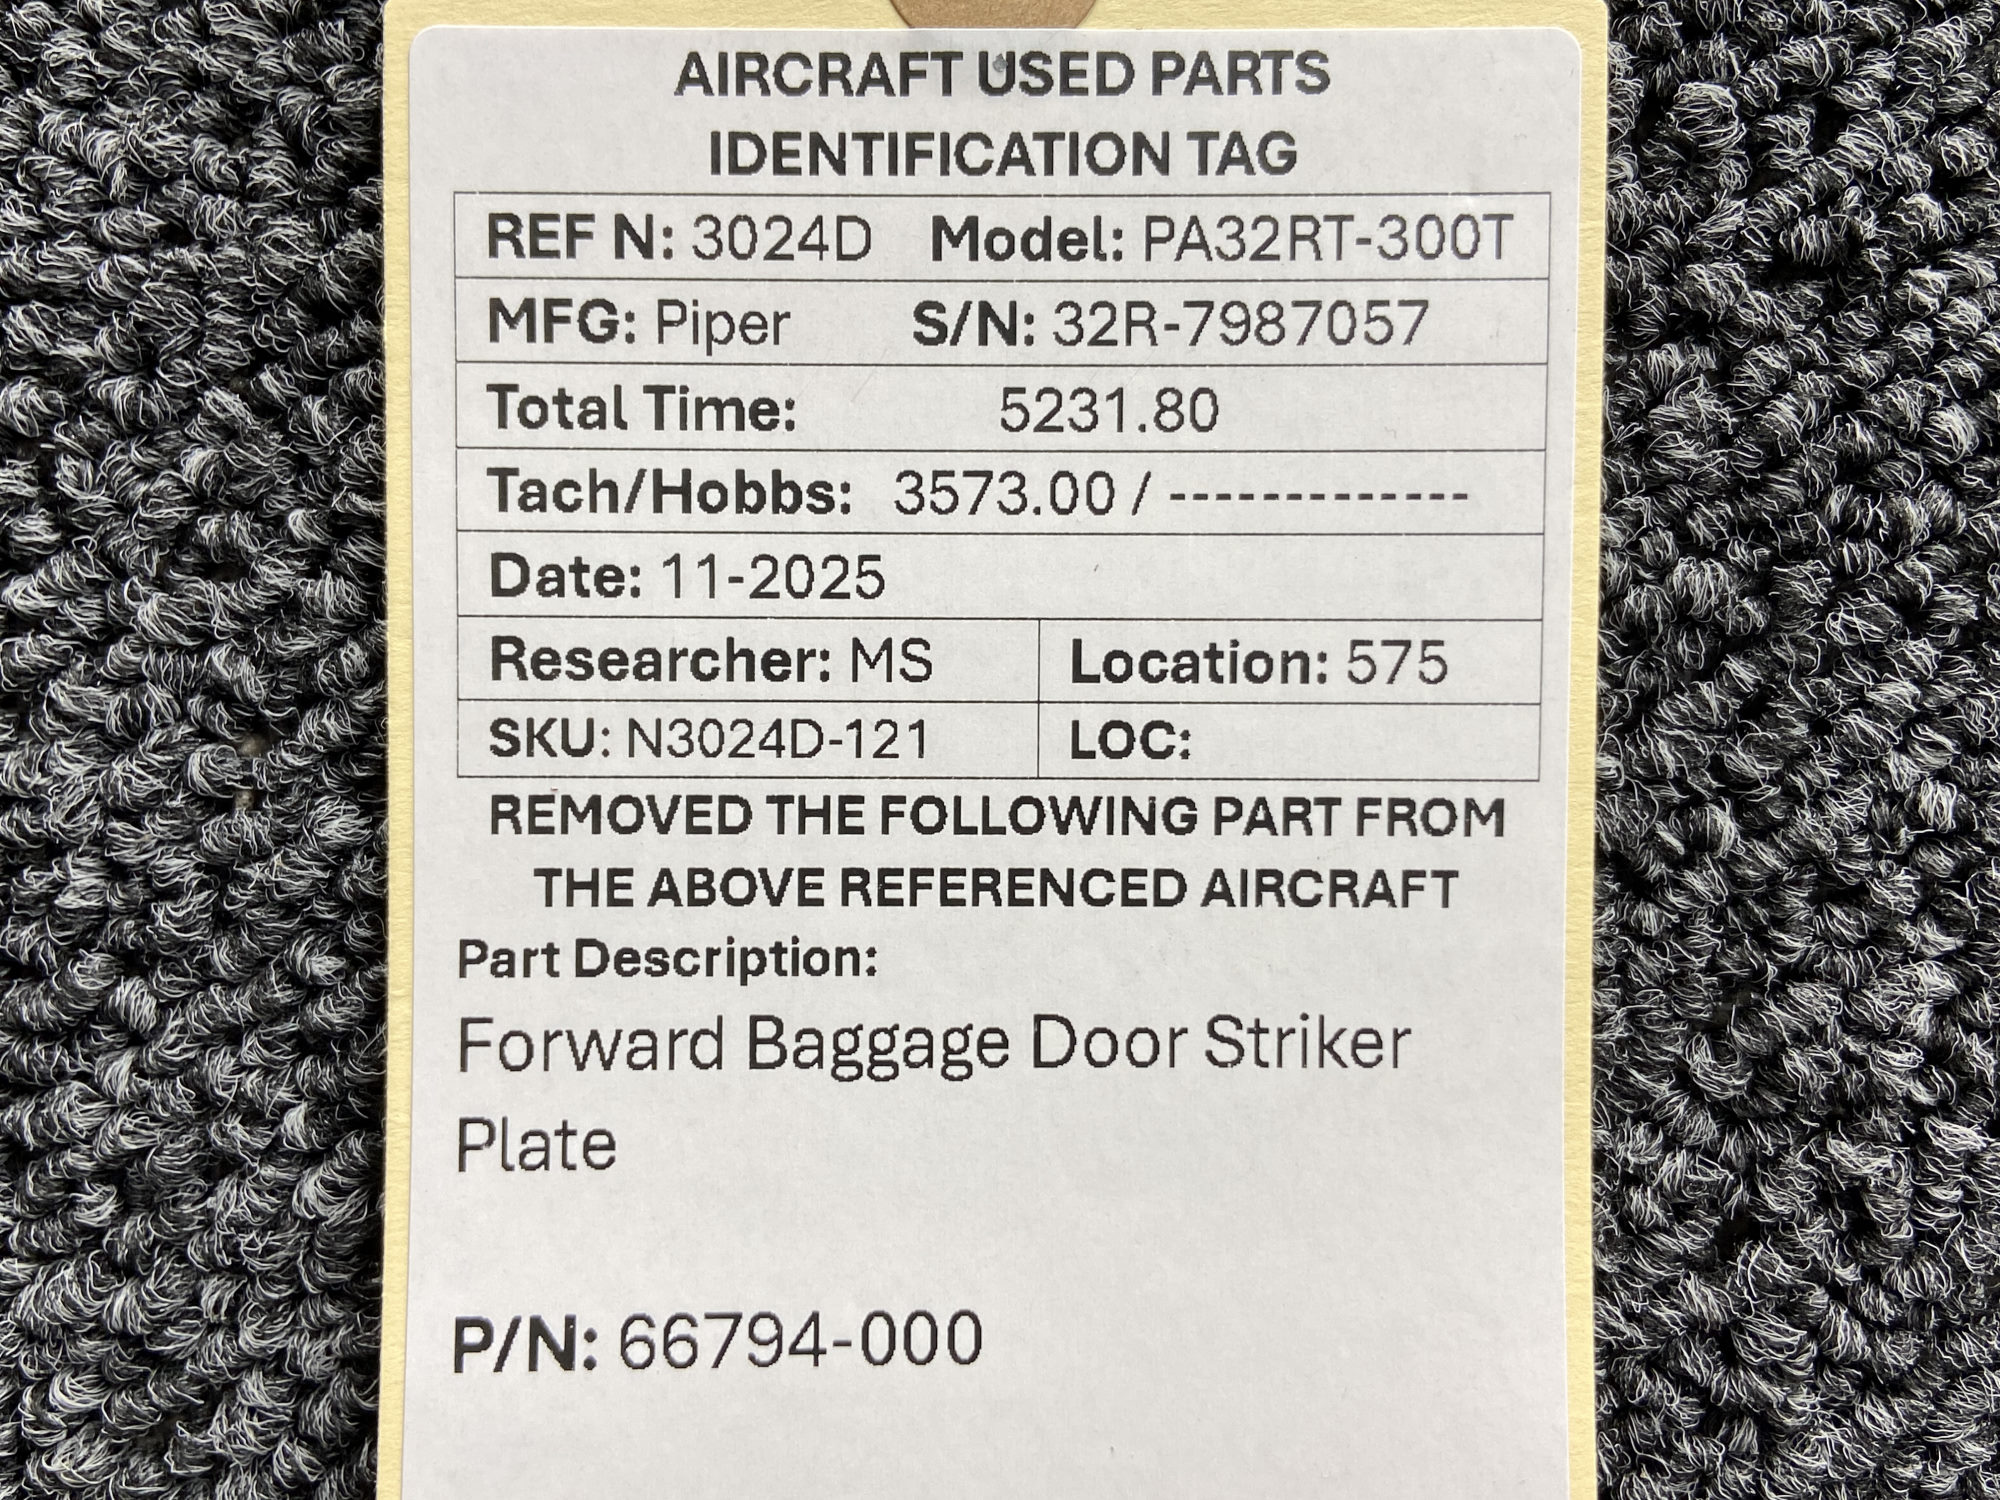 AIRCRAFT USED PARTS
IDENTIFICATION TAG
REF N: 3024D Model: PA32RT-300T
MFG: Piper S/N: 32R-7987057
Total Time: 5231.80
Tach/Hobbs: 3573.00 / -------------
Date: 11-2025
Researcher: MS Location: 575
SKU: N3024D-121 LOC:
REMOVED THE FOLLOWING PART FROM
THE ABOVE REFERENCED AIRCRAFT
Part Description:
Forward Baggage Door Striker
Plate
P/N: 66794-000